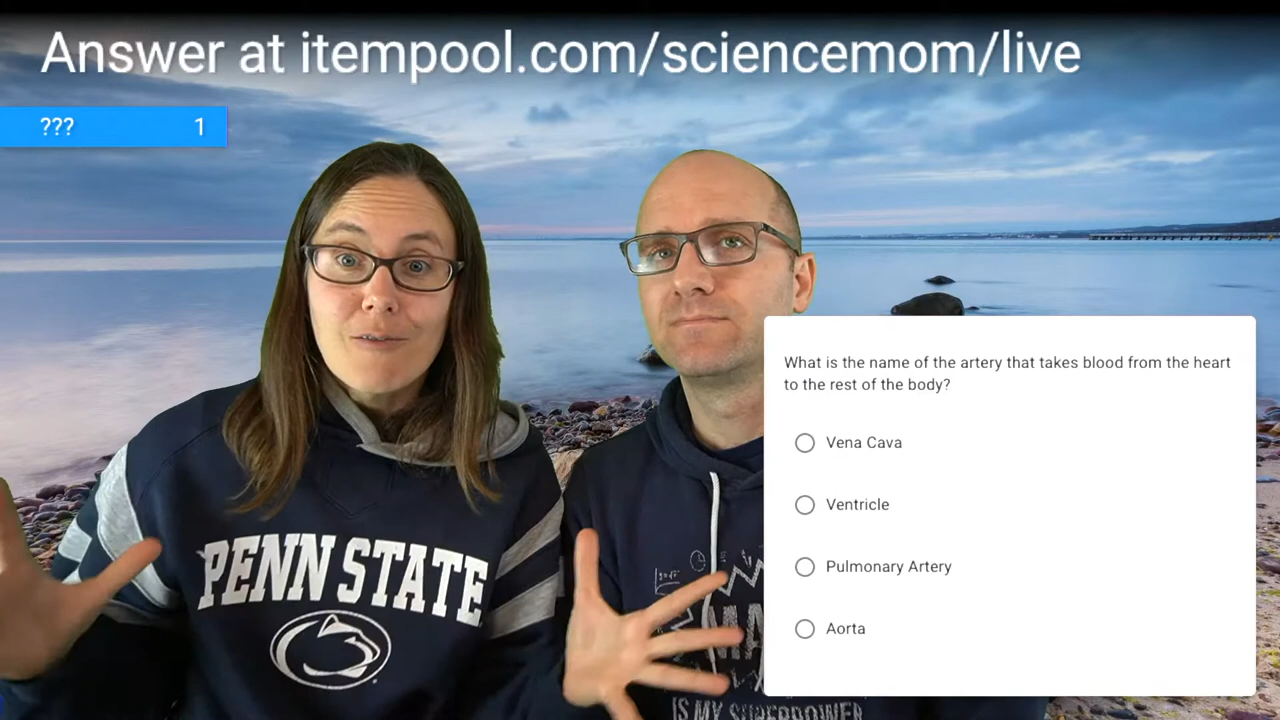 Answer at itempool.com/sciencemom/live
??? 1
What is the name of the artery that takes blood from the heart
to the rest of the body?
Vena Cava
Ventricle
Pulmonary Artery
Aorta
PENN STATE
MA
IS MY SUPERPOWER